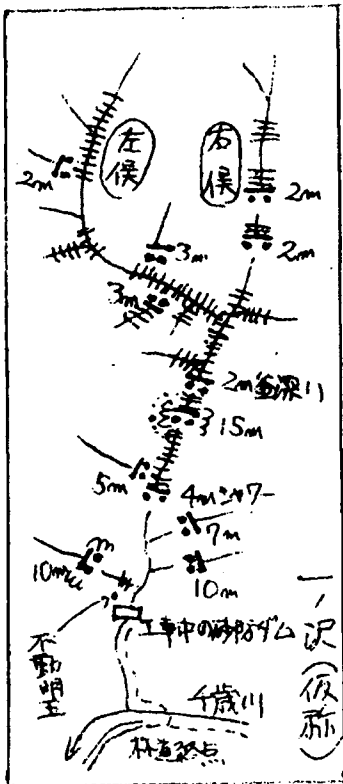 左俣
右俣
2m
2m
2m
3m
3m
2m釜深い
15m
5m
4mシャワー
7m
10m
10m
工事中の砂防ダム
不動明王
千歳川
林道終点
一ノ沢(仮称)